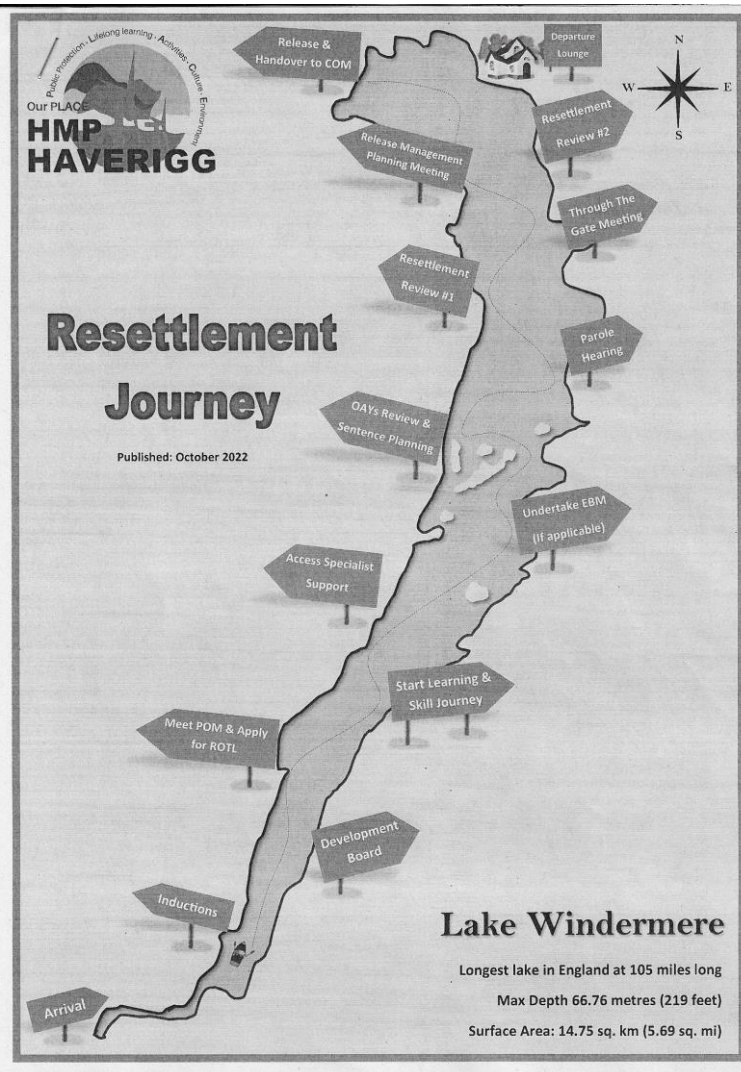 Public Protection - Lifelong learning - Activities - Culture - Environment
Our PLACE
HMP
HAVERIGG
Release &
Handover to COM
Departure
Lounge
N
W
E
S
Resettlement
Review #2
Release Management
Planning Meeting
Through The
Gate Meeting
Resettlement
Review #1
Resettlement
Journey
Published: October 2022
Parole
Hearing
OAYs Review &
Sentence Planning
Undertake EBM
(If applicable)
Access Specialist
Support
Start Learning &
Skill Journey
Meet POM & Apply
for ROTL
Development
Board
Inductions
Arrival
Lake Windermere
Longest lake in England at 105 miles long
Max Depth 66.76 metres (219 feet)
Surface Area: 14.75 sq. km (5.69 sq. mi)